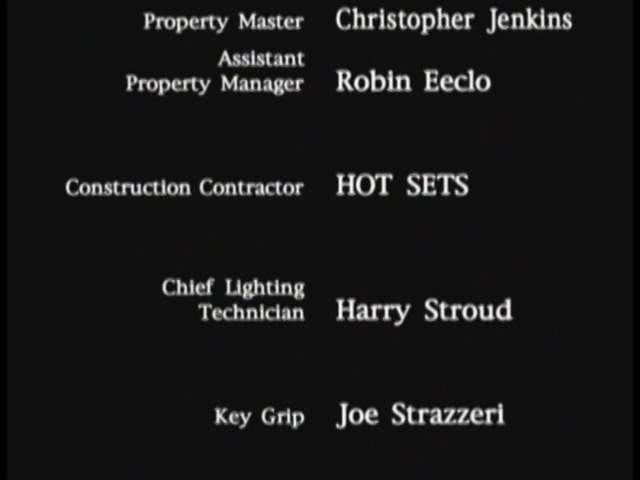 Property Master Christopher Jenkins
Assistant
Property Manager Robin Eeclo
Construction Contractor HOT SETS
Chief Lighting
Technician Harry Stroud
Key Grip Joe Strazzeri